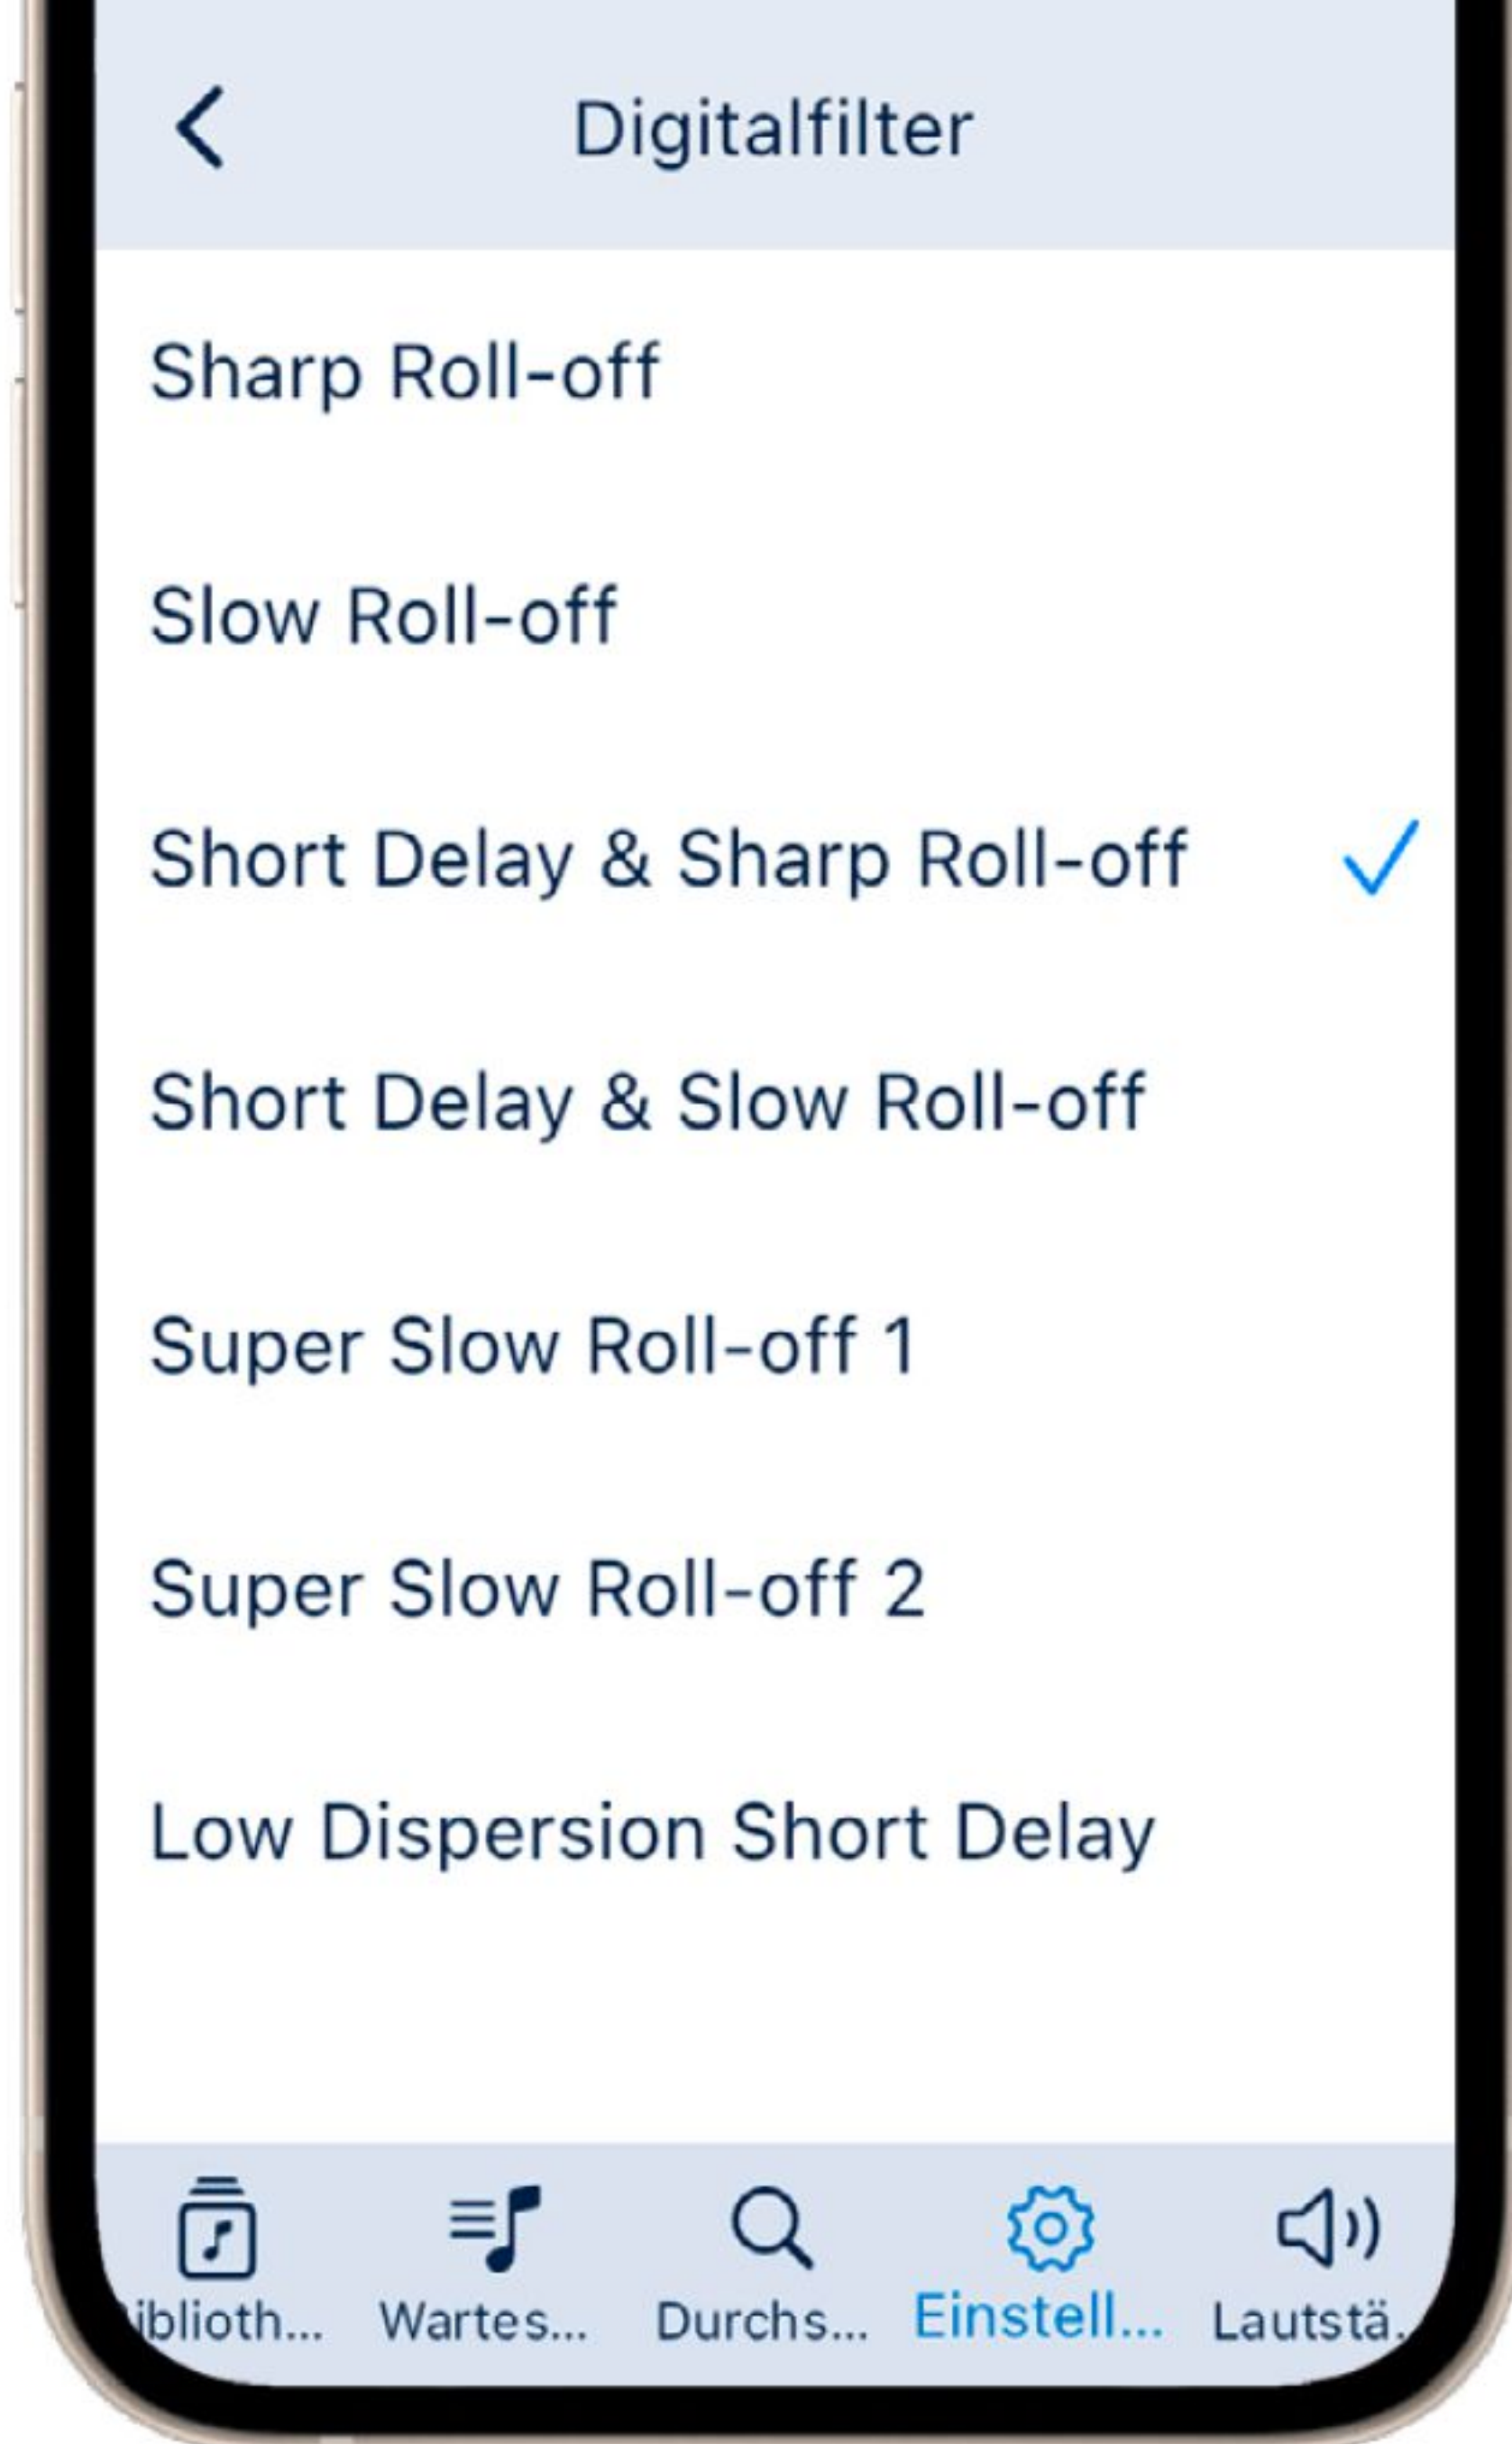 Digitalfilter
Sharp Roll-off
Slow Roll-off
Short Delay & Sharp Roll-off
Short Delay & Slow Roll-off
Super Slow Roll-off 1
Super Slow Roll-off 2
Low Dispersion Short Delay
iblioth... Wartes... Durchs... Einstell... Lautstä.